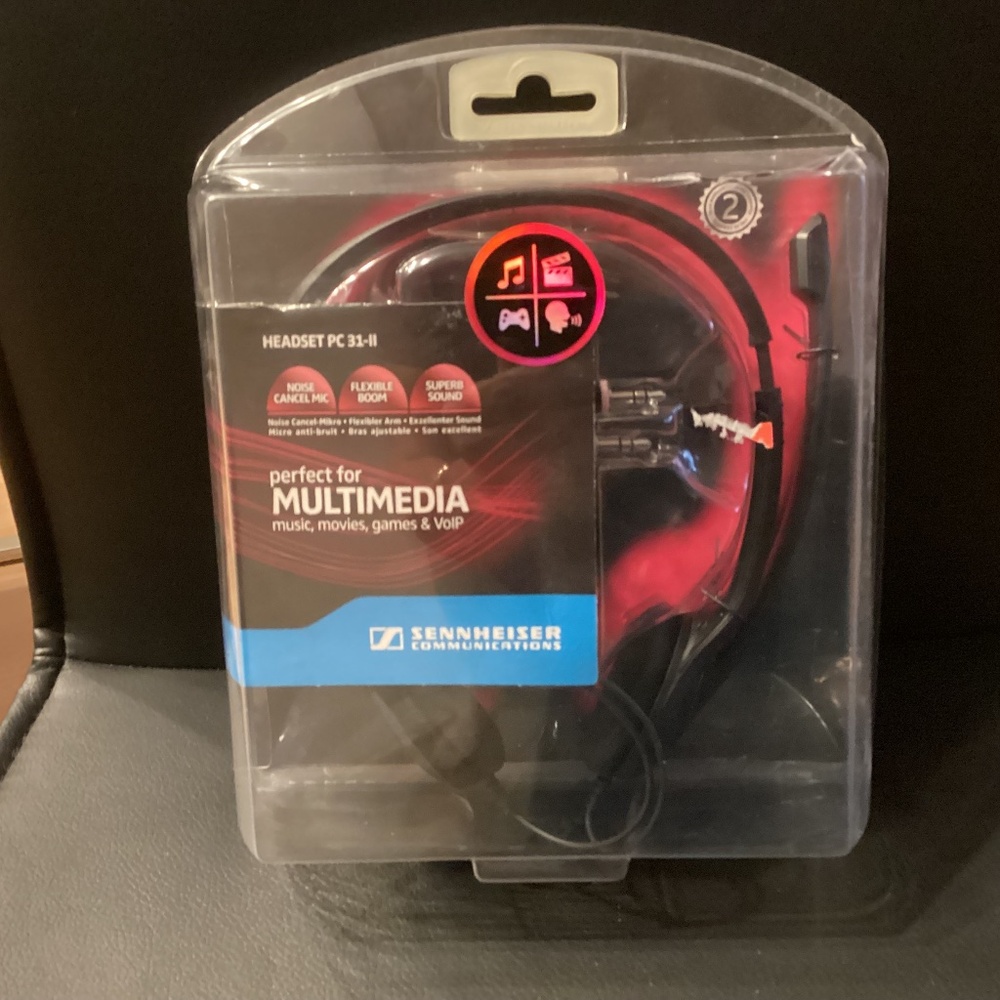 2
HEADSET PC 31-II
NOISE
CANCEL MIC
FLEXIBLE
BOOM
SUPERB
SOUND
Noise Cancel-Mikro • Flexibler Arm • Exzellenter Sound
Micro anti-bruit • Bras ajustable • Son excellent
perfect for
MULTIMEDIA
music, movies, games & VoIP
SENNHEISER
COMMUNICATIONS